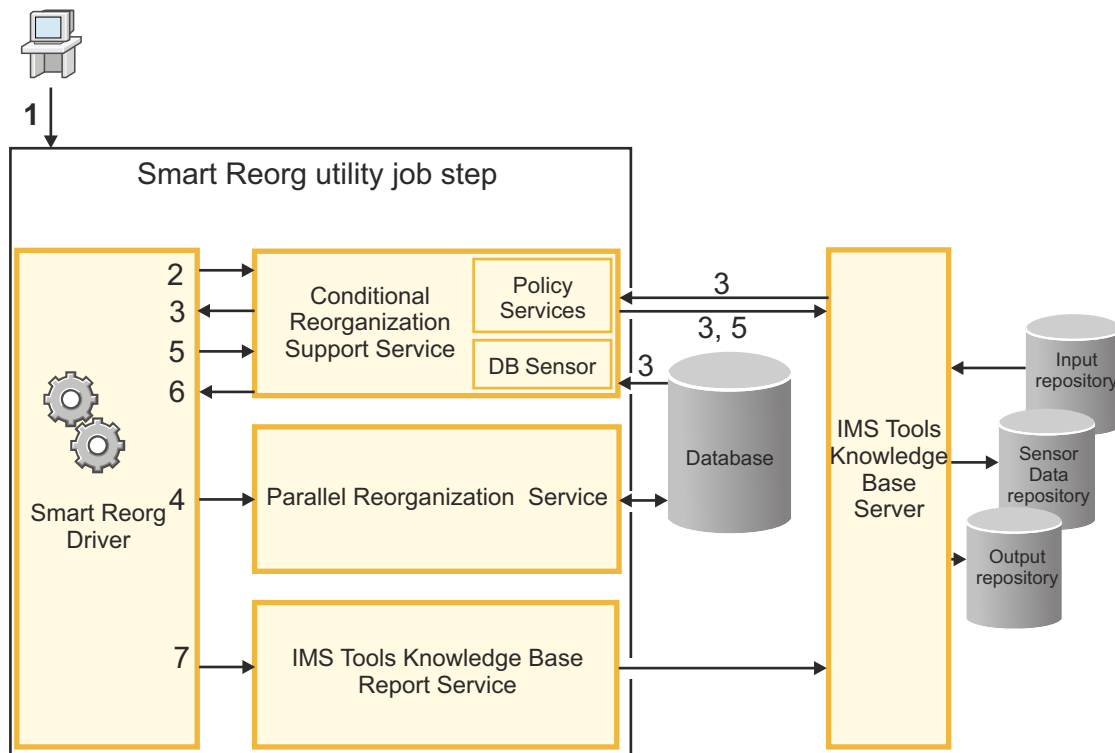 1
Smart Reorg utility job step
2
3
5
6
4
7
Smart Reorg
Driver
Conditional
Reorganization
Support Service
Policy
Services
DB Sensor
Parallel Reorganization Service
IMS Tools Knowledge Base
Report Service
3
3, 5
3
Database
IMS Tools
Knowledge
Base
Server
Input
repository
Sensor
Data
repository
Output
repository